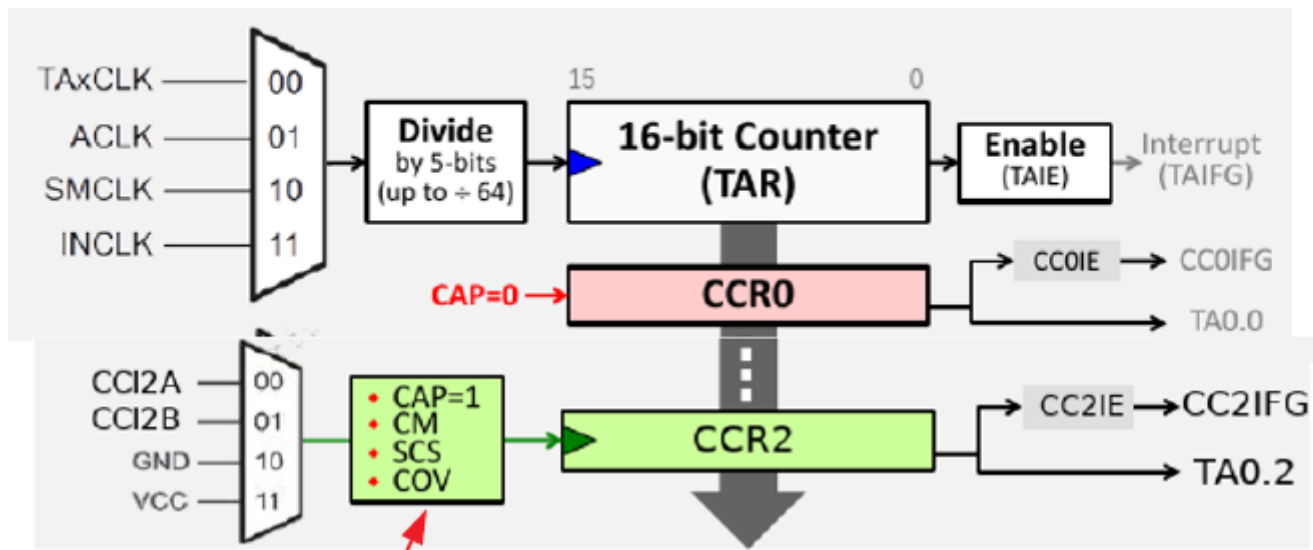 TAxCLK
ACLK
SMCLK
INCLK
00
01
10
11
Divide
by 5-bits
(up to ÷ 64)
15
0
16-bit Counter
(TAR)
Enable
(TAIE)
Interrupt
(TAIFG)
CAP=0
CCR0
CC0IE
CC0IFG
TA0.0
CCI2A
CCI2B
GND
VCC
00
01
10
11
• CAP=1
• CM
• SCS
• COV
CCR2
CC2IE
CC2IFG
TA0.2